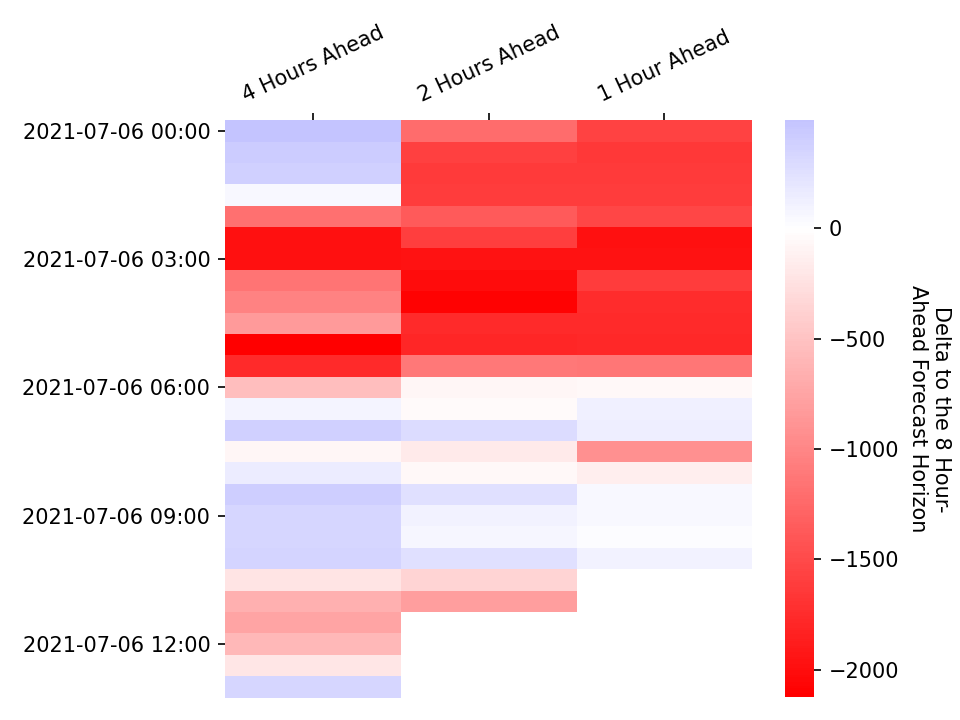 4 Hours Ahead
2 Hours Ahead
1 Hour Ahead
2021-07-06 00:00
2021-07-06 03:00
2021-07-06 06:00
2021-07-06 09:00
2021-07-06 12:00
0
−500
−1000
−1500
−2000
Delta to the 8 Hour-
Ahead Forecast Horizon